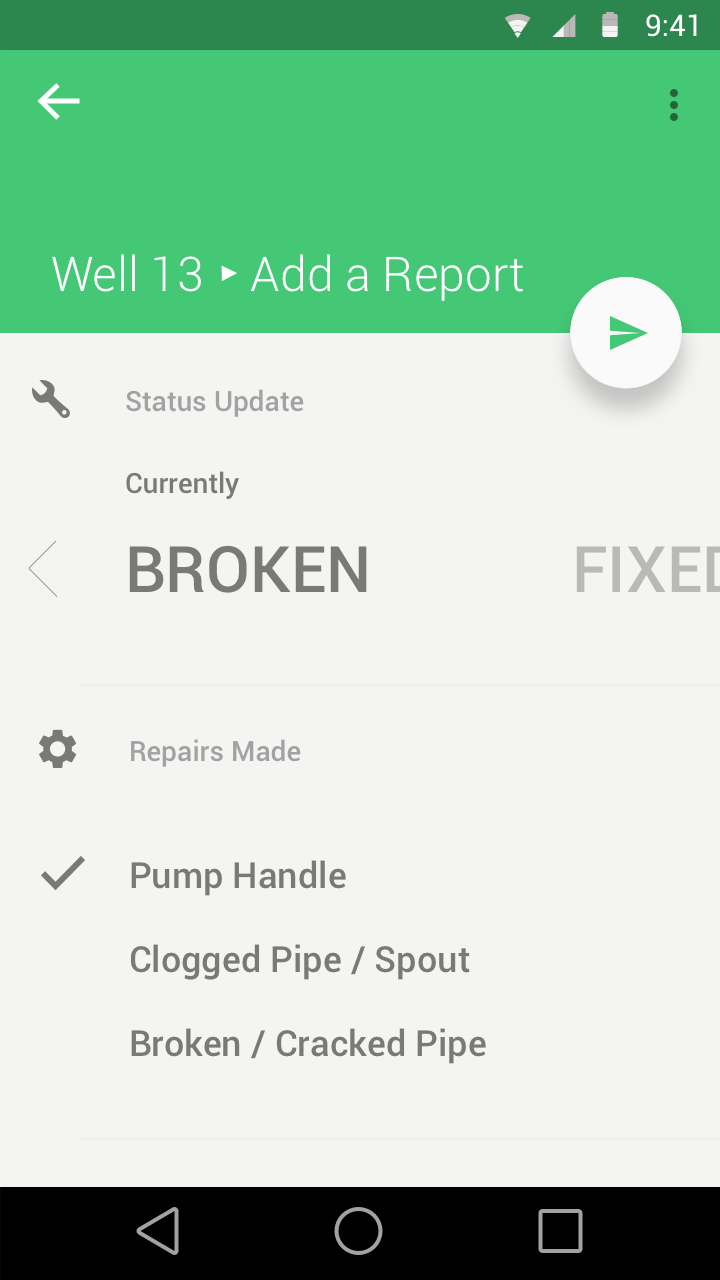 9:41
Well 13 ▸ Add a Report
Status Update
Currently
BROKEN FIXED
Repairs Made
Pump Handle
Clogged Pipe / Spout
Broken / Cracked Pipe